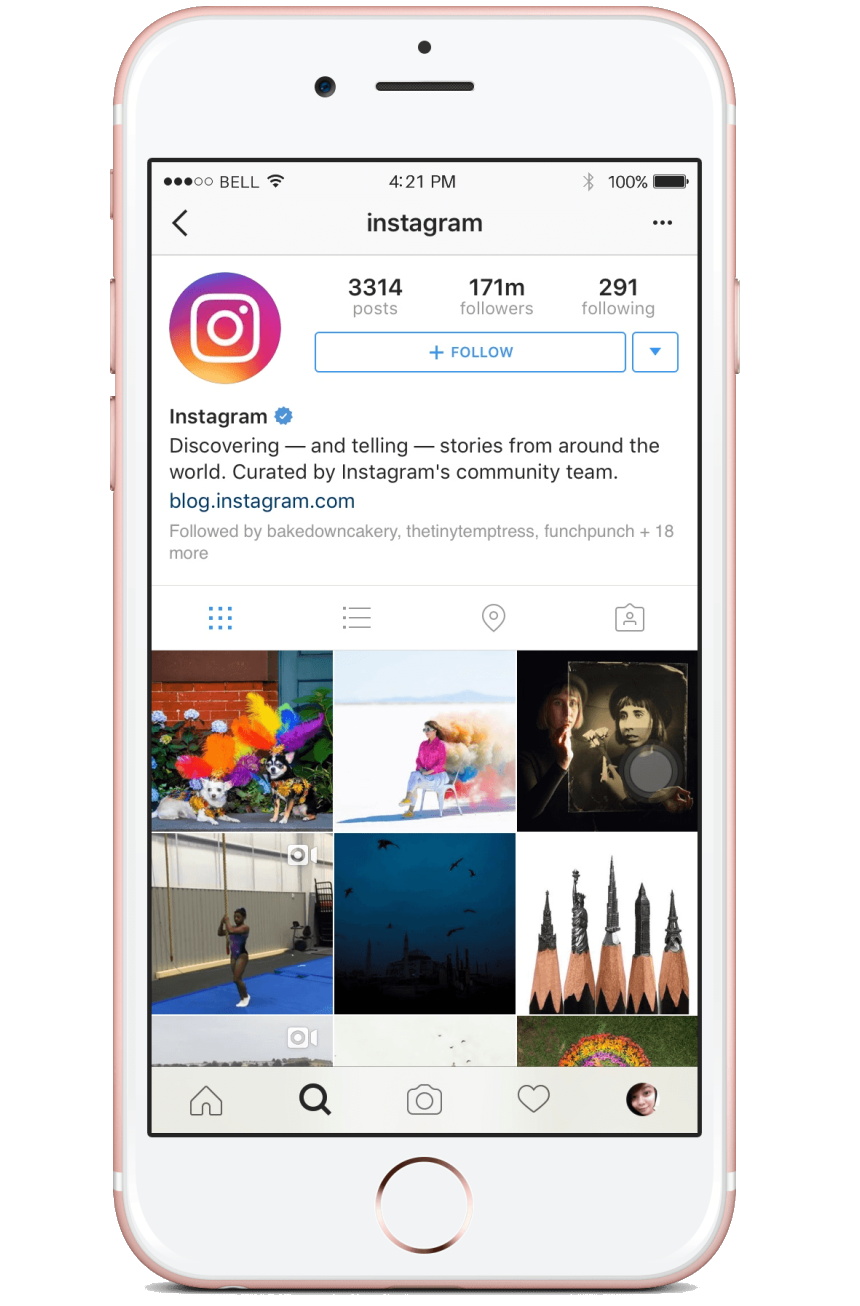 BELL 4:21 PM 100%
instagram
3314 171m 291
posts followers following
+ FOLLOW
Instagram
Discovering — and telling — stories from around the
world. Curated by Instagram's community team.
blog.instagram.com
Followed by bakedowncakery, thetinytemptress, funchpunch + 18
more